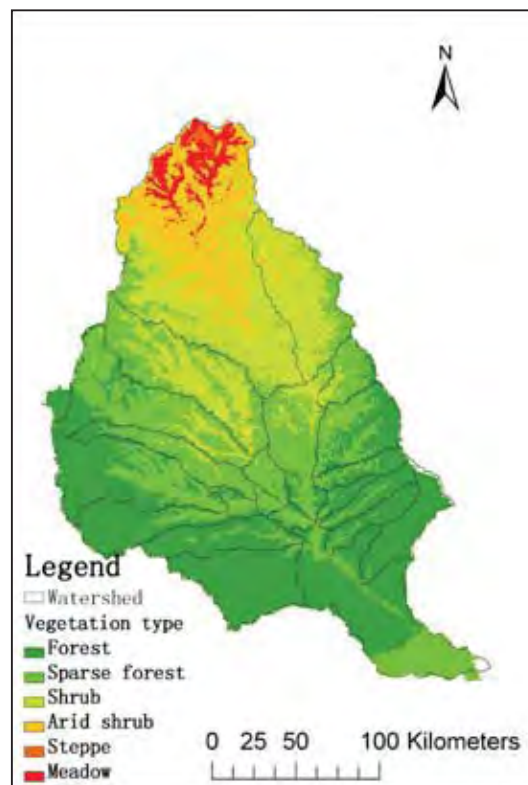 N
Legend
Watershed
Vegetation type
Forest
Sparse forest
Shrub
Arid shrub
Steppe
Meadow
0 25 50 100 Kilometers